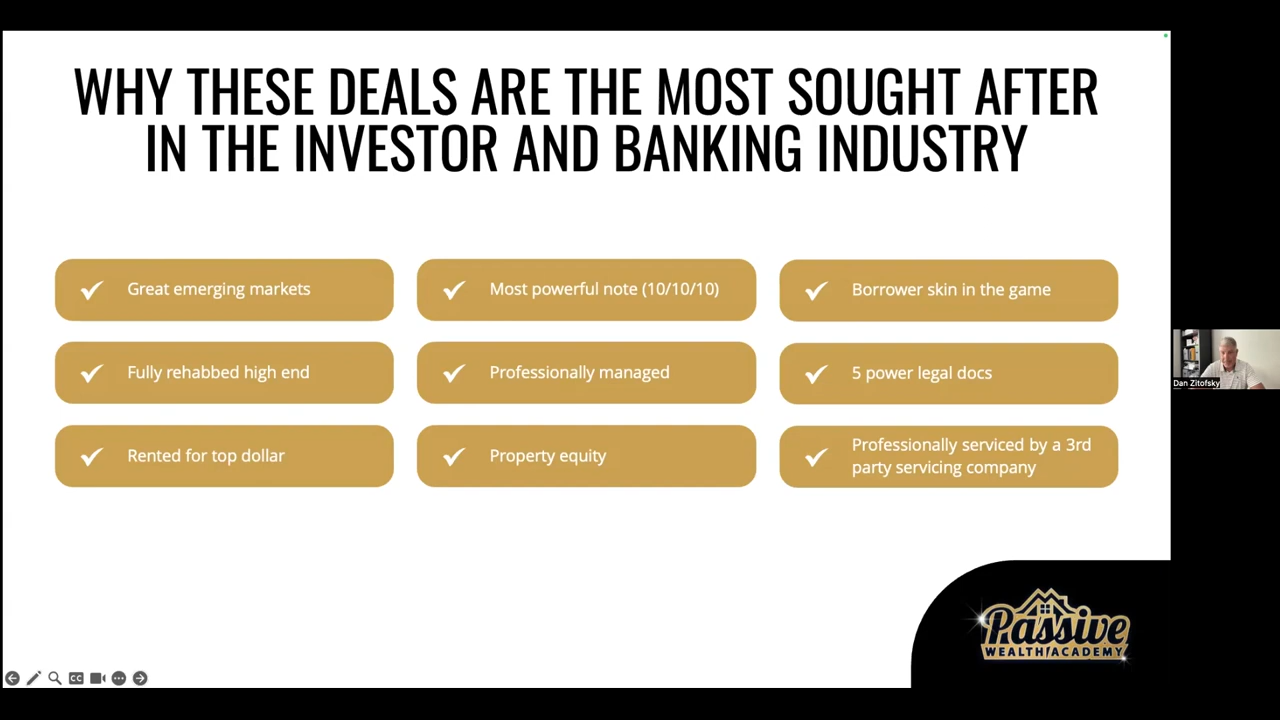 WHY THESE DEALS ARE THE MOST SOUGHT AFTER
IN THE INVESTOR AND BANKING INDUSTRY
Great emerging markets
Most powerful note (10/10/10)
Borrower skin in the game
Fully rehabbed high end
Professionally managed
5 power legal docs
Rented for top dollar
Property equity
Professionally serviced by a 3rd
party servicing company
Dan Zitofsky
Passive
WEALTH ACADEMY
CC